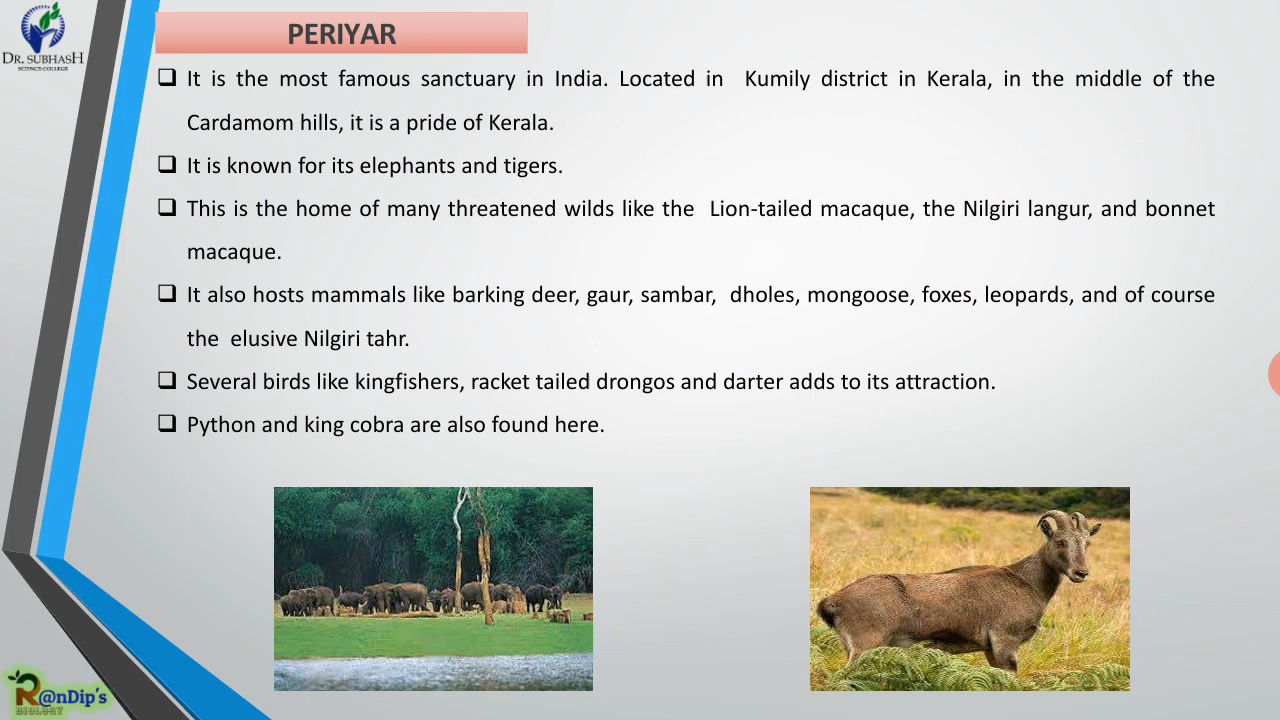 DR. SUBHASH
SCIENCE COLLEGE
PERIYAR
It is the most famous sanctuary in India. Located in Kumily district in Kerala, in the middle of the
Cardamom hills, it is a pride of Kerala.
It is known for its elephants and tigers.
This is the home of many threatened wilds like the Lion-tailed macaque, the Nilgiri langur, and bonnet
macaque.
It also hosts mammals like barking deer, gaur, sambar, dholes, mongoose, foxes, leopards, and of course
the elusive Nilgiri tahr.
Several birds like kingfishers, racket tailed drongos and darter adds to its attraction.
Python and king cobra are also found here.
R@nDip's
BIOLOGY